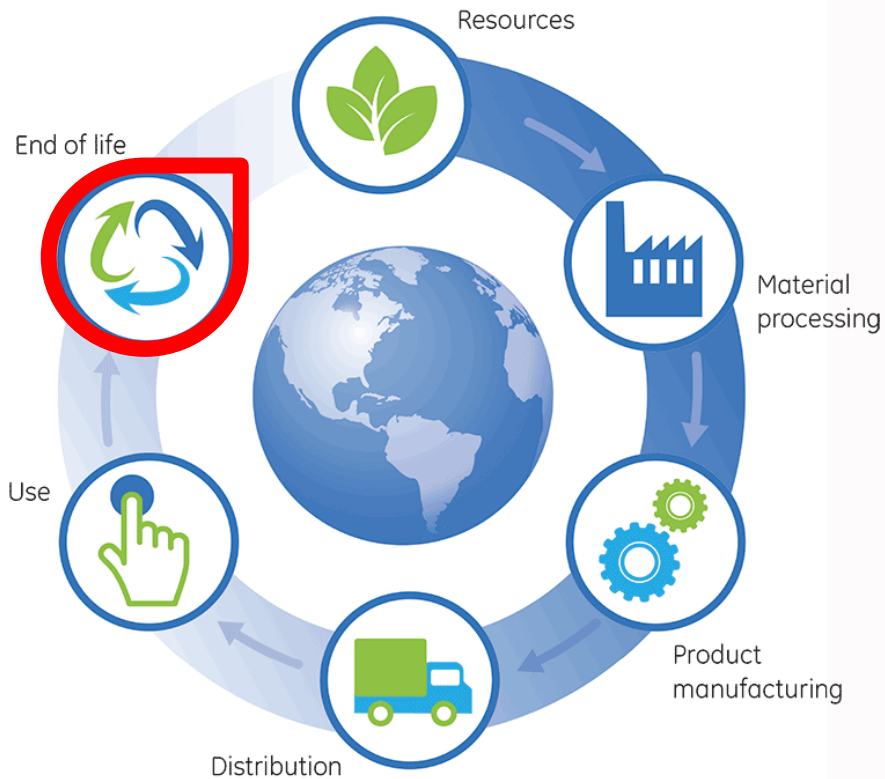 Resources
End of life
Material
processing
Use
Product
manufacturing
Distribution